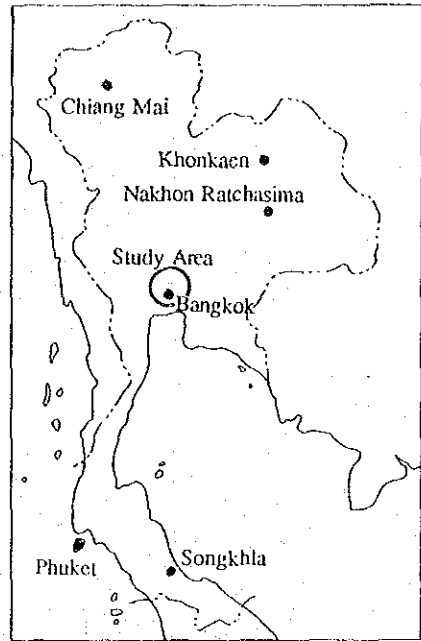 Chiang Mai
Khonkaen
Nakhon Ratchasima
Study Area
Bangkok
Songkhla
Phuket